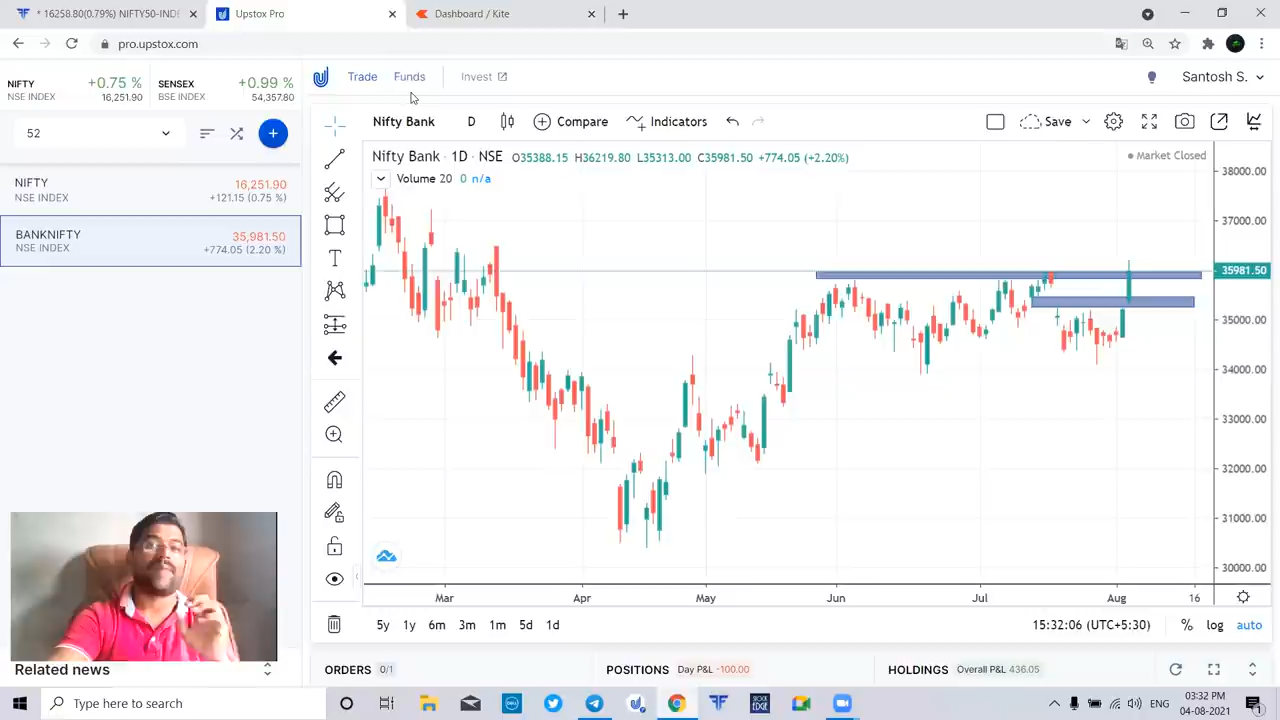 * 16258.80(0.79%) NIFTY50-INDE
Upstox Pro
Dashboard / Kite
pro.upstox.com
NIFTY +0.75 %
NSE INDEX 16,251.90
SENSEX +0.99 %
BSE INDEX 54,357.80
Trade Funds Invest
Santosh S.
52
Nifty Bank D Compare Indicators Save
Nifty Bank · 1D · NSE O35388.15 H36219.80 L35313.00 C35981.50 +774.05 (+2.20%)
Market Closed
Volume 20 0 n/a
NIFTY 16,251.90
NSE INDEX +121.15 (0.75 %)
BANKNIFTY 35,981.50
NSE INDEX +774.05 (2.20 %)
38000.00
37000.00
35981.50
35000.00
34000.00
33000.00
32000.00
31000.00
30000.00
T
Mar Apr May Jun Jul Aug 16
5y 1y 6m 3m 1m 5d 1d
15:32:06 (UTC+5:30) % log auto
Related news
ORDERS 0/1
POSITIONS Day P&L -100.00
HOLDINGS Overall P&L 436.05
Type here to search
DELL
STOCK EDGE
ENG
03:32 PM
04-08-2021
1